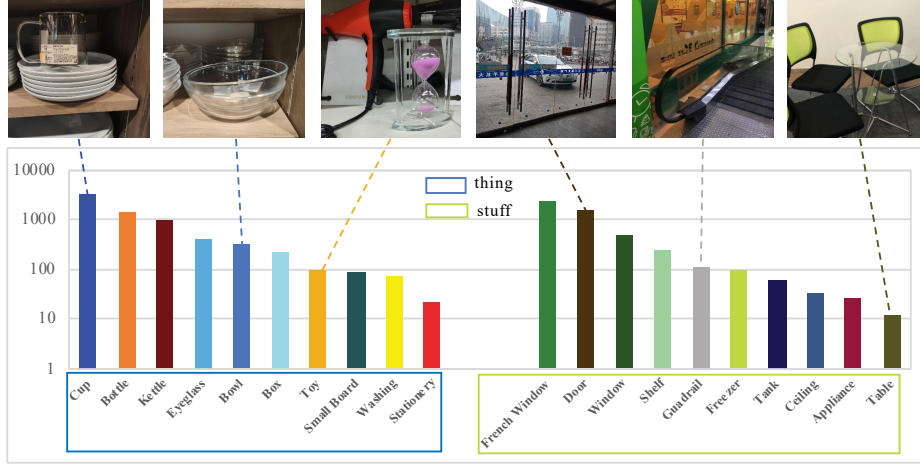 10000
1000
100
10
1
thing
stuff
Cup
Bottle
Kettle
Eyeglass
Bowl
Box
Toy
Small Board
Washing
Stationery
French Window
Door
Window
Shelf
Guadrail
Freezer
Tank
Ceiling
Appliance
Table